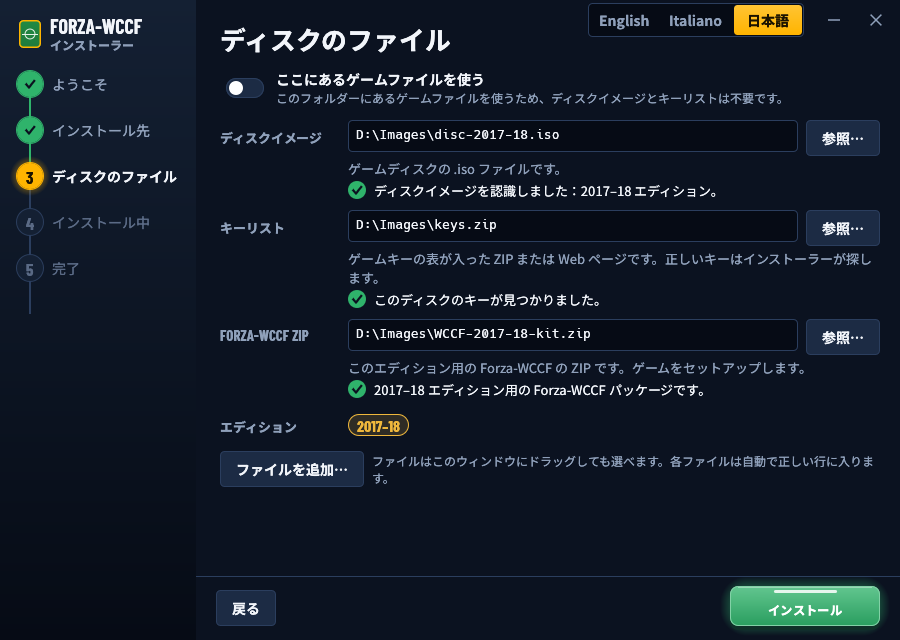 FORZA-WCCF
インストーラー
English
Italiano
日本語
ようこそ
インストール先
3
ディスクのファイル
4
インストール中
5
完了
ディスクのファイル
ここにあるゲームファイルを使う
このフォルダーにあるゲームファイルを使うため、ディスクイメージとキーリストは不要です。
ディスクイメージ
D:\Images\disc-2017-18.iso
参照…
ゲームディスクの .iso ファイルです。
ディスクイメージを認識しました：2017–18 エディション。
キーリスト
D:\Images\keys.zip
参照…
ゲームキーの表が入った ZIP または Web ページです。正しいキーはインストーラーが探し
ます。
このディスクのキーが見つかりました。
FORZA-WCCF ZIP
D:\Images\WCCF-2017-18-kit.zip
参照…
このエディション用の Forza-WCCF の ZIP です。ゲームをセットアップします。
2017–18 エディション用の Forza-WCCF パッケージです。
エディション
2017–18
ファイルを追加…
ファイルはこのウィンドウにドラッグしても選べます。各ファイルは自動で正しい行に入りま
す。
戻る
インストール